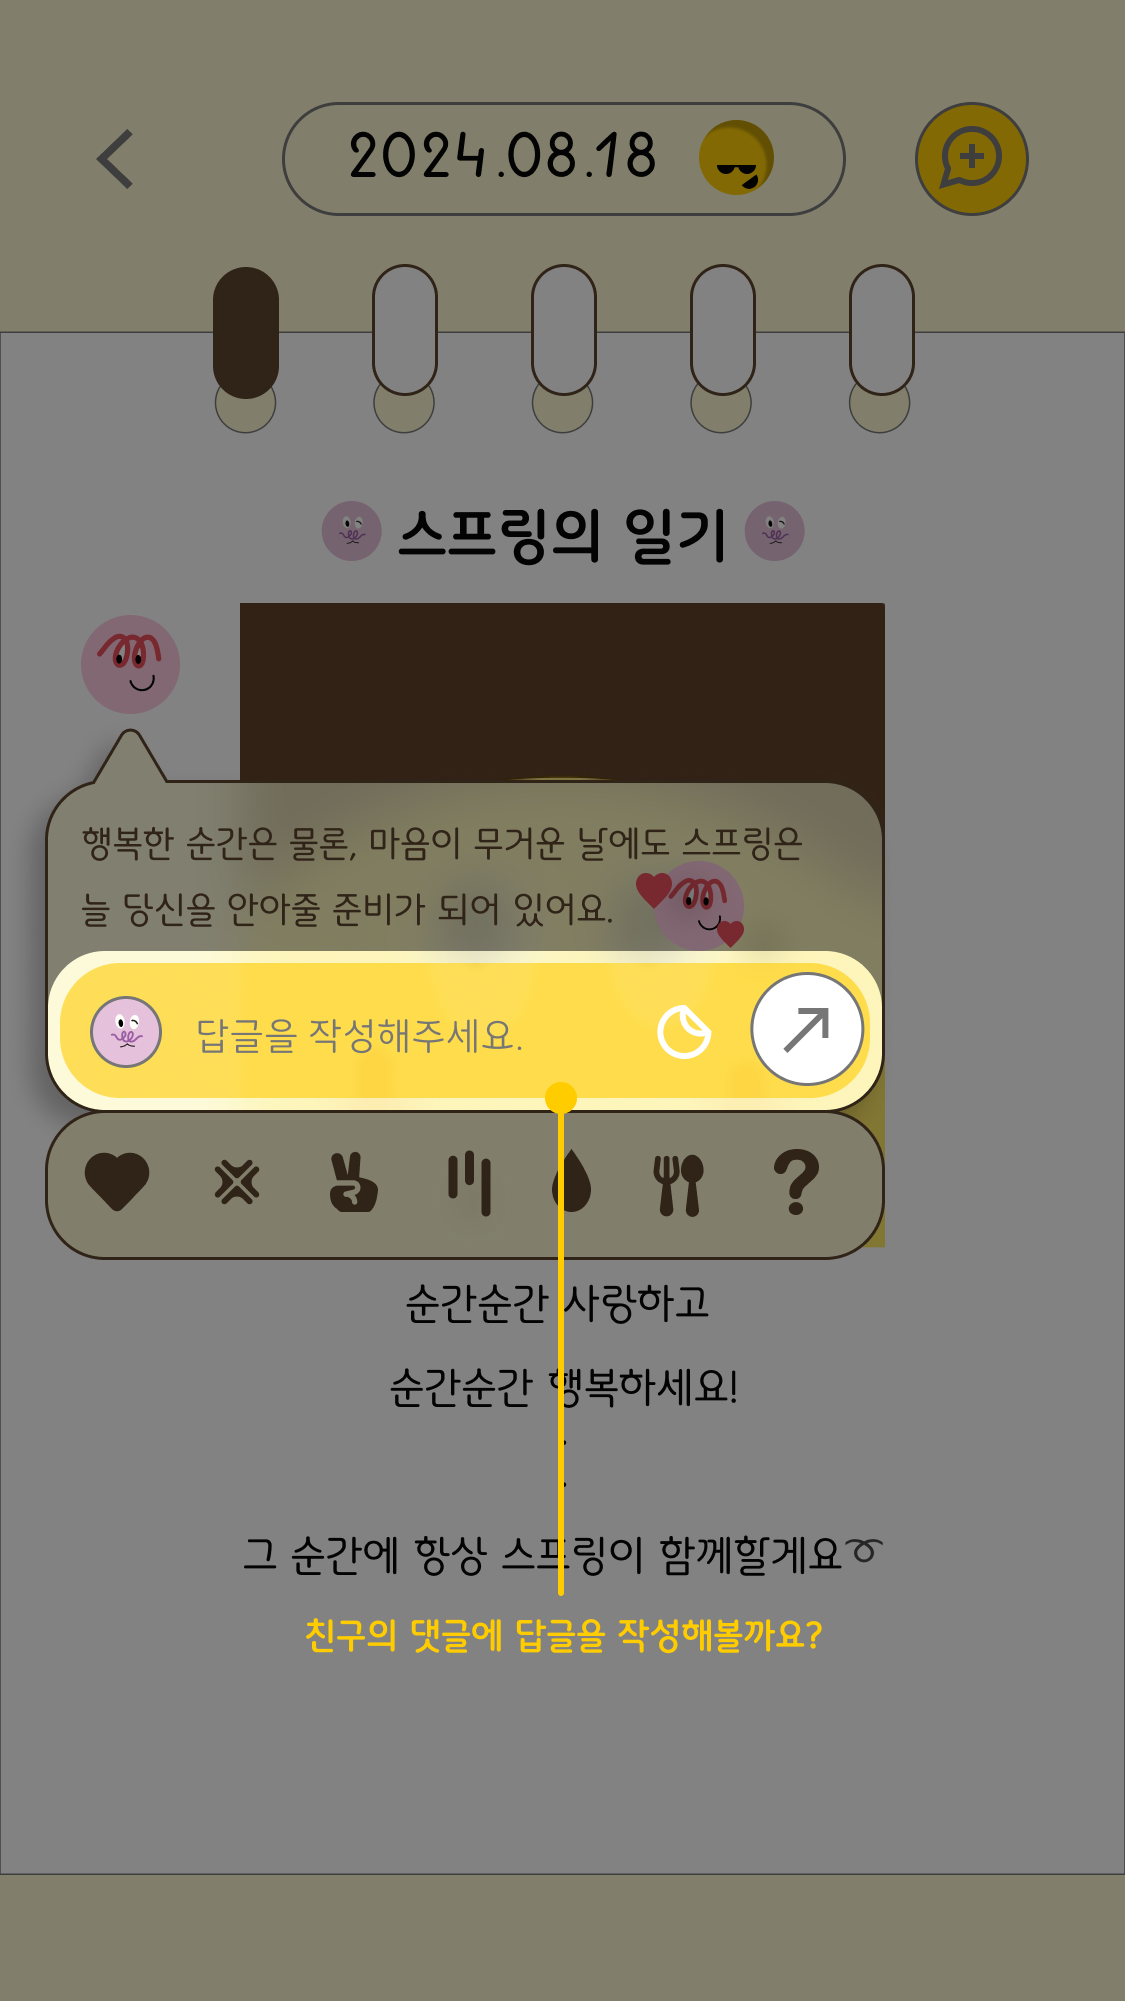 2024.08.18
스프링의 일기
행복한 순간은 물론, 마음이 무거운 날에도 스프링은
늘 당신을 안아줄 준비가 되어 있어요.
답글을 작성해주세요.
순간순간 사랑하고
순간순간 행복하세요!
.
.
그 순간에 항상 스프링이 함께할게요➰
친구의 댓글에 답글을 작성해볼까요?